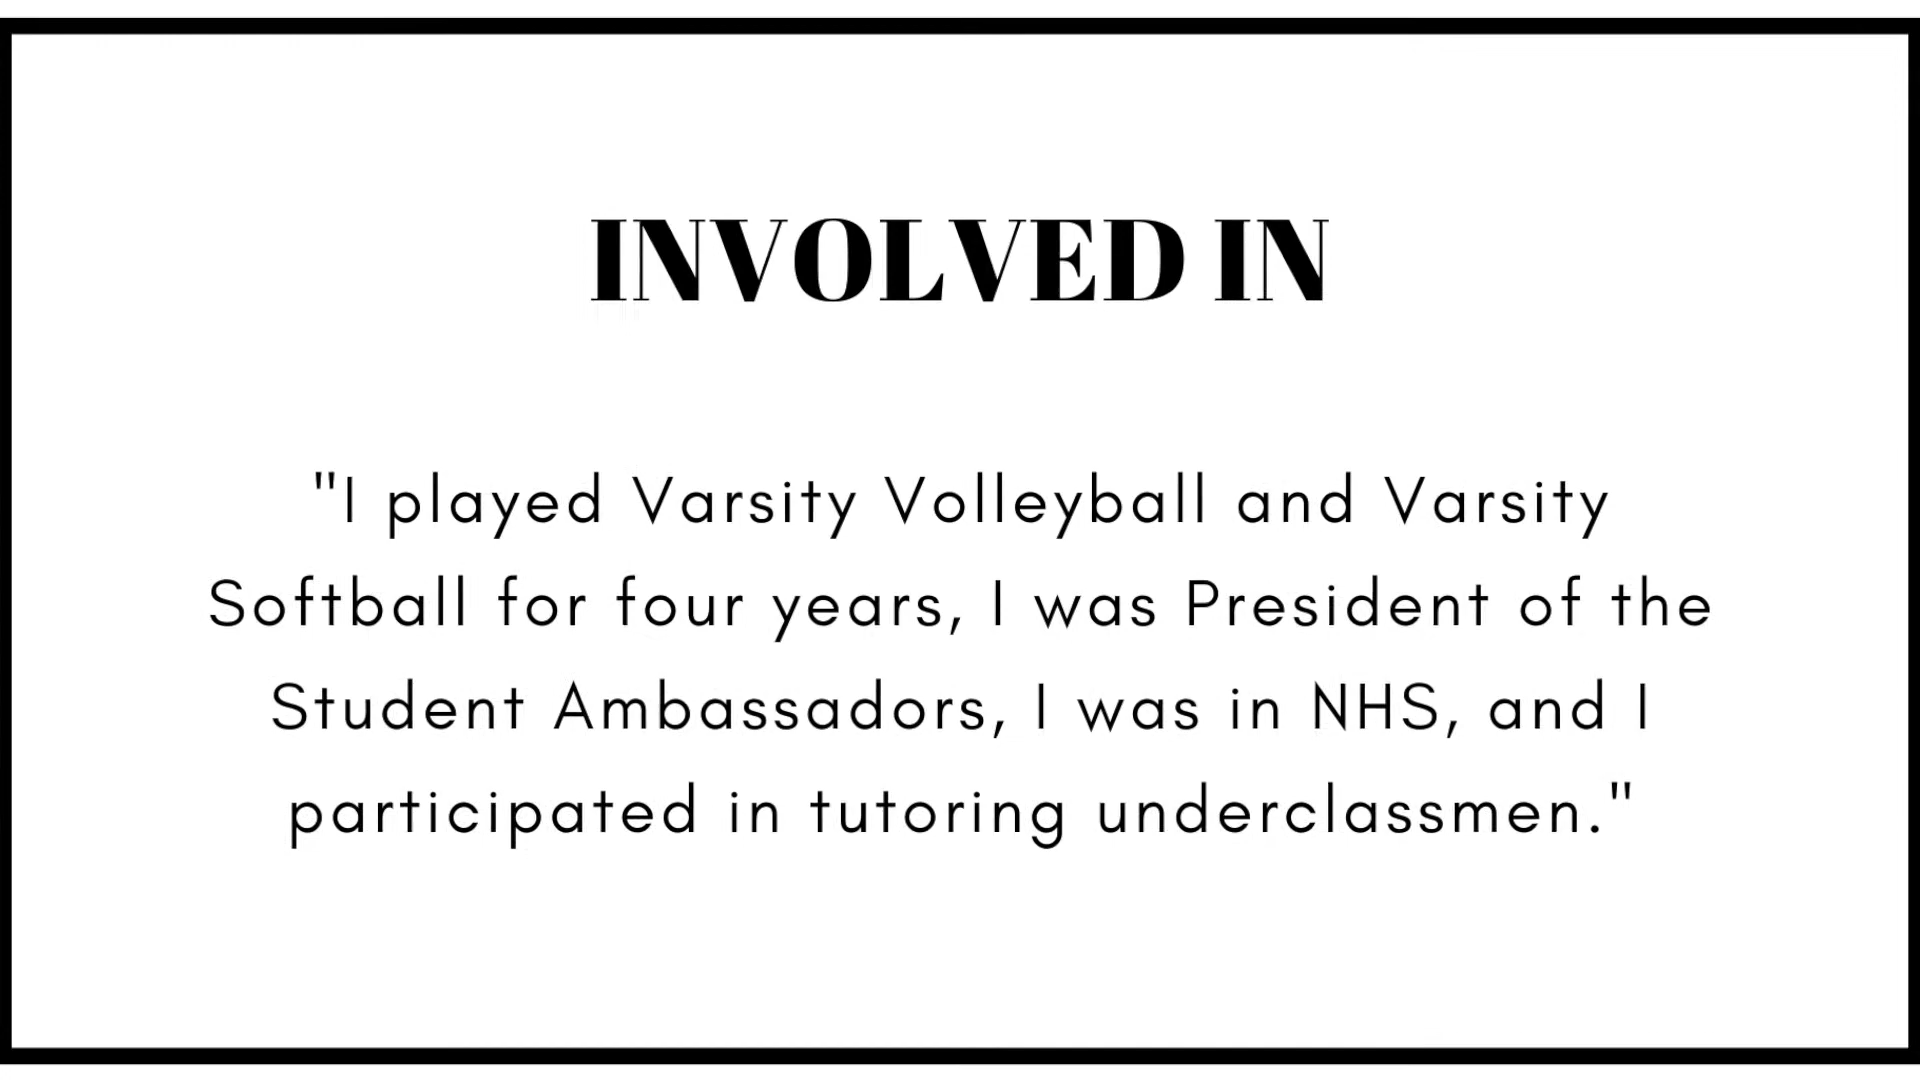 INVOLVED IN
"I played Varsity Volleyball and Varsity
Softball for four years, I was President of the
Student Ambassadors, I was in NHS, and I
participated in tutoring underclassmen."